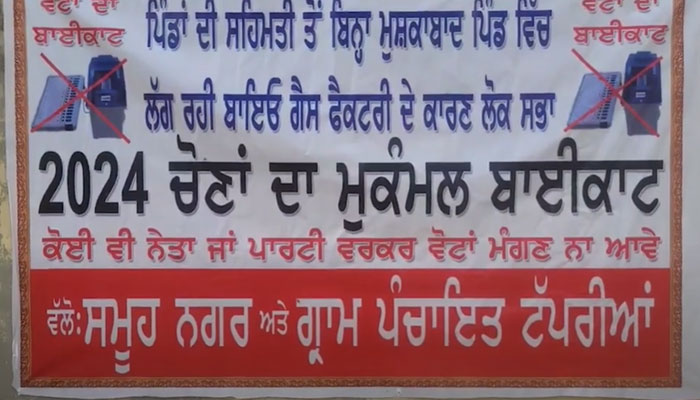 ਵੋਟਾਂ ਦਾ ਬਾਈਕਾਟ
ਪਿੰਡਾਂ ਦੀ ਸਹਿਮਤੀ ਤੋਂ ਬਿਨ੍ਹਾ ਮੁਸ਼ਕਾਬਾਦ ਪਿੰਡ ਵਿੱਚ
ਵੋਟਾਂ ਦਾ ਬਾਈਕਾਟ
ਲੱਗ ਰਹੀ ਬਾਇਓ ਗੈਸ ਫੈਕਟਰੀ ਦੇ ਕਾਰਣ ਲੋਕ ਸਭਾ
2024 ਚੋਣਾਂ ਦਾ ਮੁਕੰਮਲ ਬਾਈਕਾਟ
ਕੋਈ ਵੀ ਨੇਤਾ ਜਾਂ ਪਾਰਟੀ ਵਰਕਰ ਵੋਟਾਂ ਮੰਗਣ ਨਾ ਆਵੇ
ਵੱਲੋ: ਸਮੂਹ ਨਗਰ ਅਤੇ ਗ੍ਰਾਮ ਪੰਚਾਇਤ ਟੱਪਰੀਆਂ